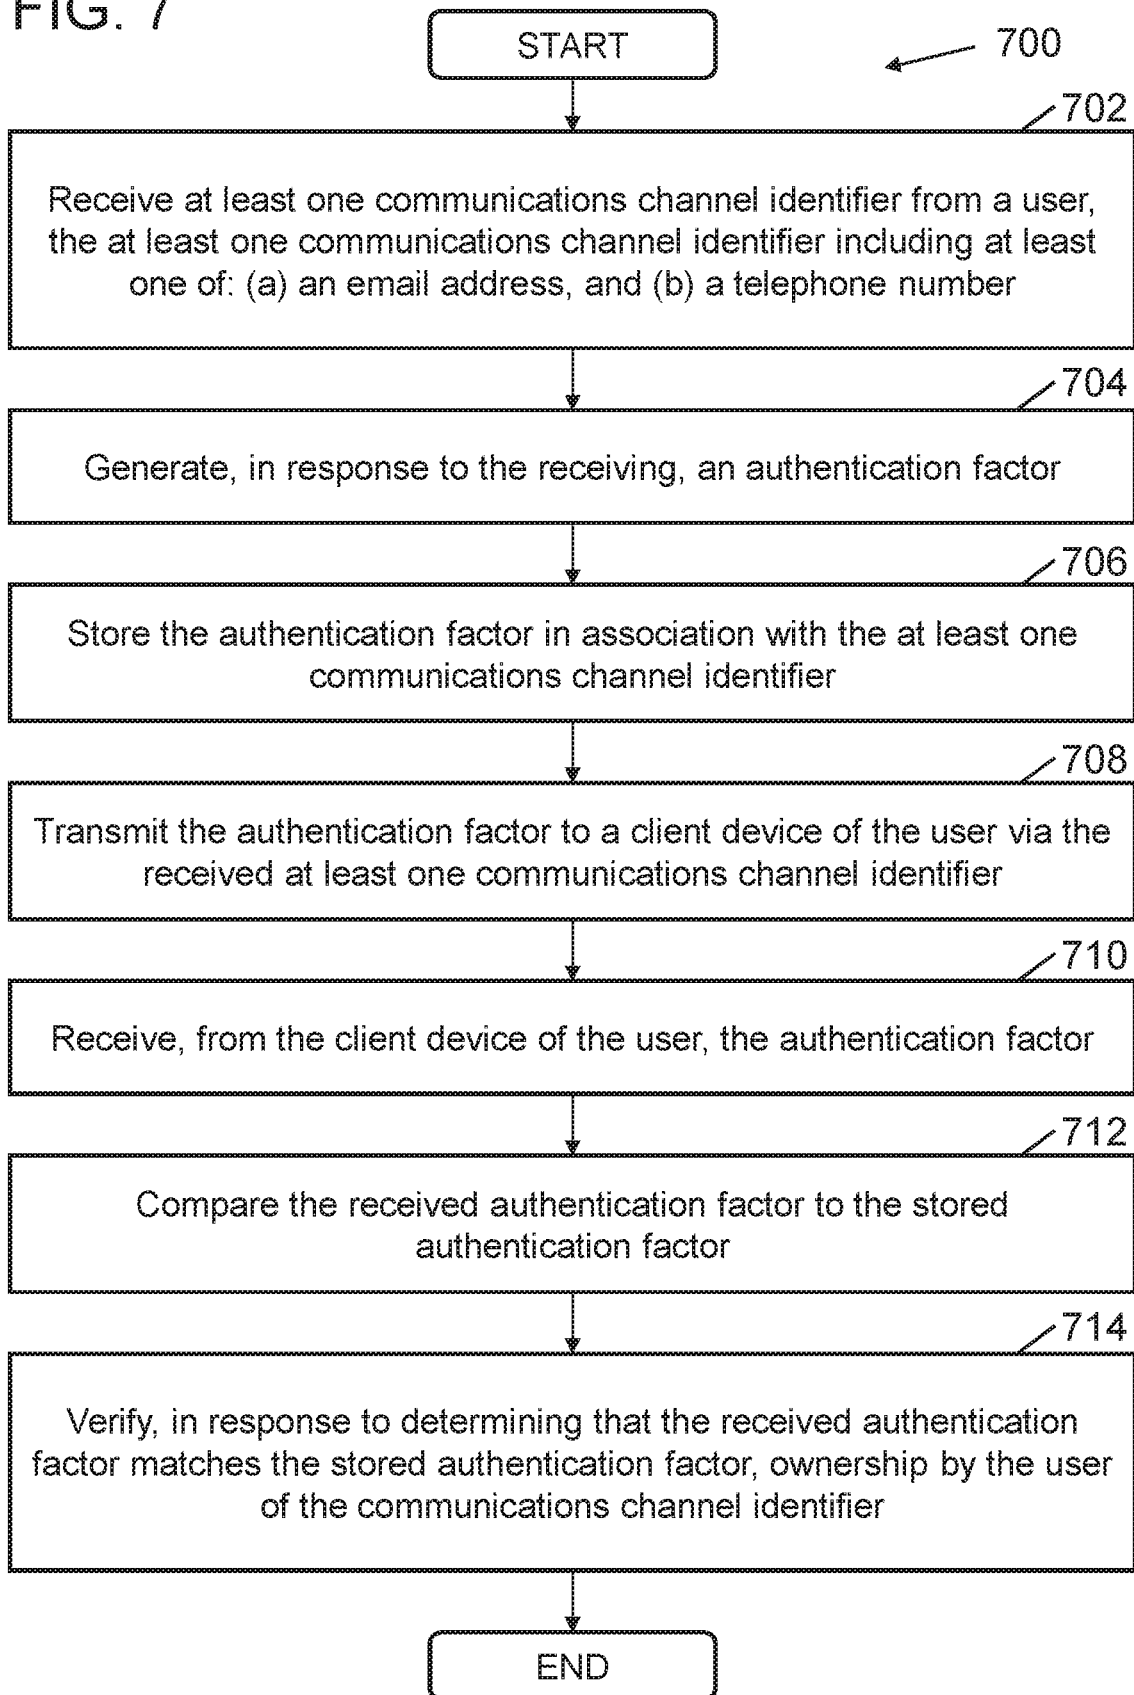 FIG. 7
START
700
702
Receive at least one communications channel identifier from a user,
the at least one communications channel identifier including at least
one of: (a) an email address, and (b) a telephone number
704
Generate, in response to the receiving, an authentication factor
706
Store the authentication factor in association with the at least one
communications channel identifier
708
Transmit the authentication factor to a client device of the user via the
received at least one communications channel identifier
710
Receive, from the client device of the user, the authentication factor
712
Compare the received authentication factor to the stored
authentication factor
714
Verify, in response to determining that the received authentication
factor matches the stored authentication factor, ownership by the user
of the communications channel identifier
END